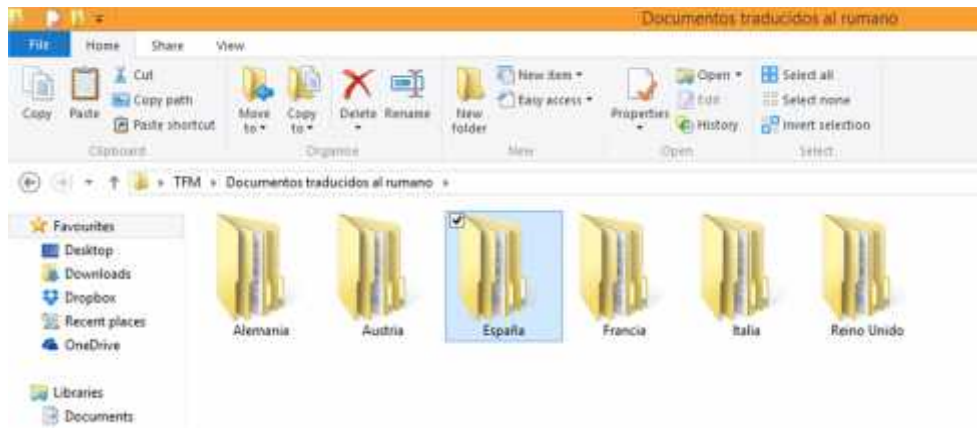 Documentos traducidos al rumano
File Home Share View
Copy
Paste
Cut
Copy path
Paste shortcut
Clipboard
Move to
Copy to
Delete
Rename
Organise
New folder
New item
Easy access
New
Properties
Open
Edit
History
Open
Select all
Select none
Invert selection
Select
TFM Documentos traducidos al rumano
Favourites
Desktop
Downloads
Dropbox
Recent places
OneDrive
Libraries
Documents
Alemania Austria España Francia Italia Reino Unido